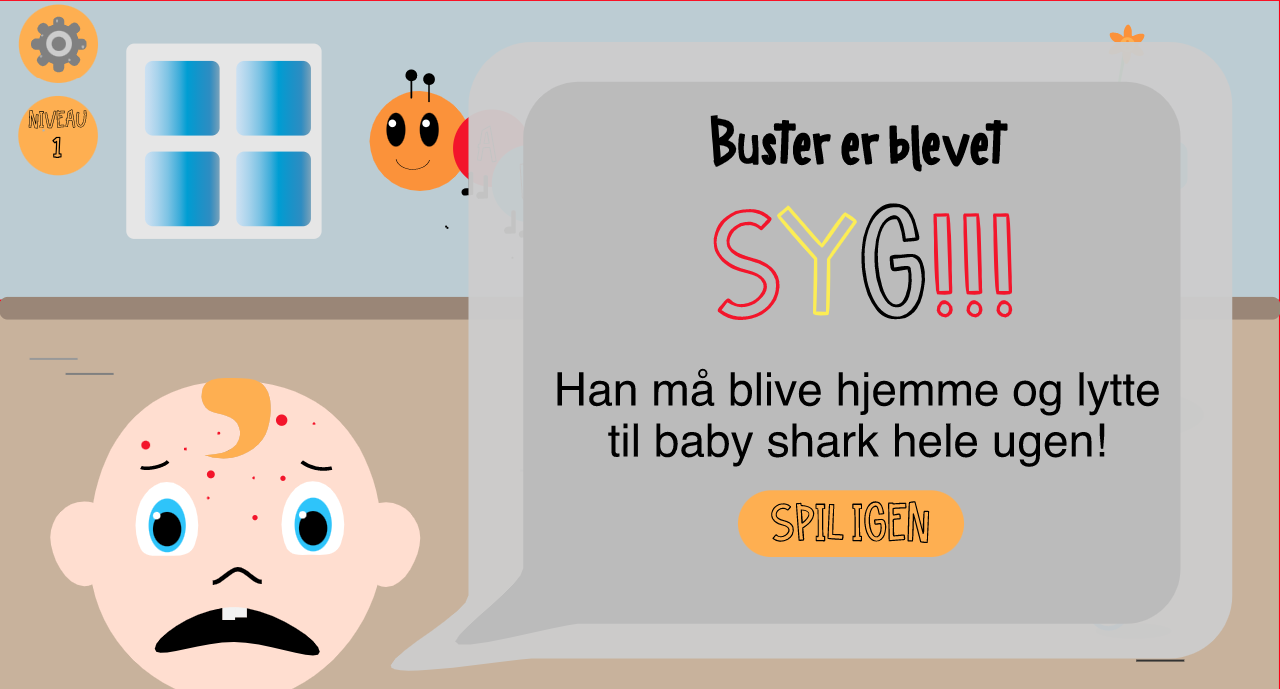 NIVEAU
1
Buster er blevet
SYG!!!
Han må blive hjemme og lytte
til baby shark hele ugen!
SPIL IGEN